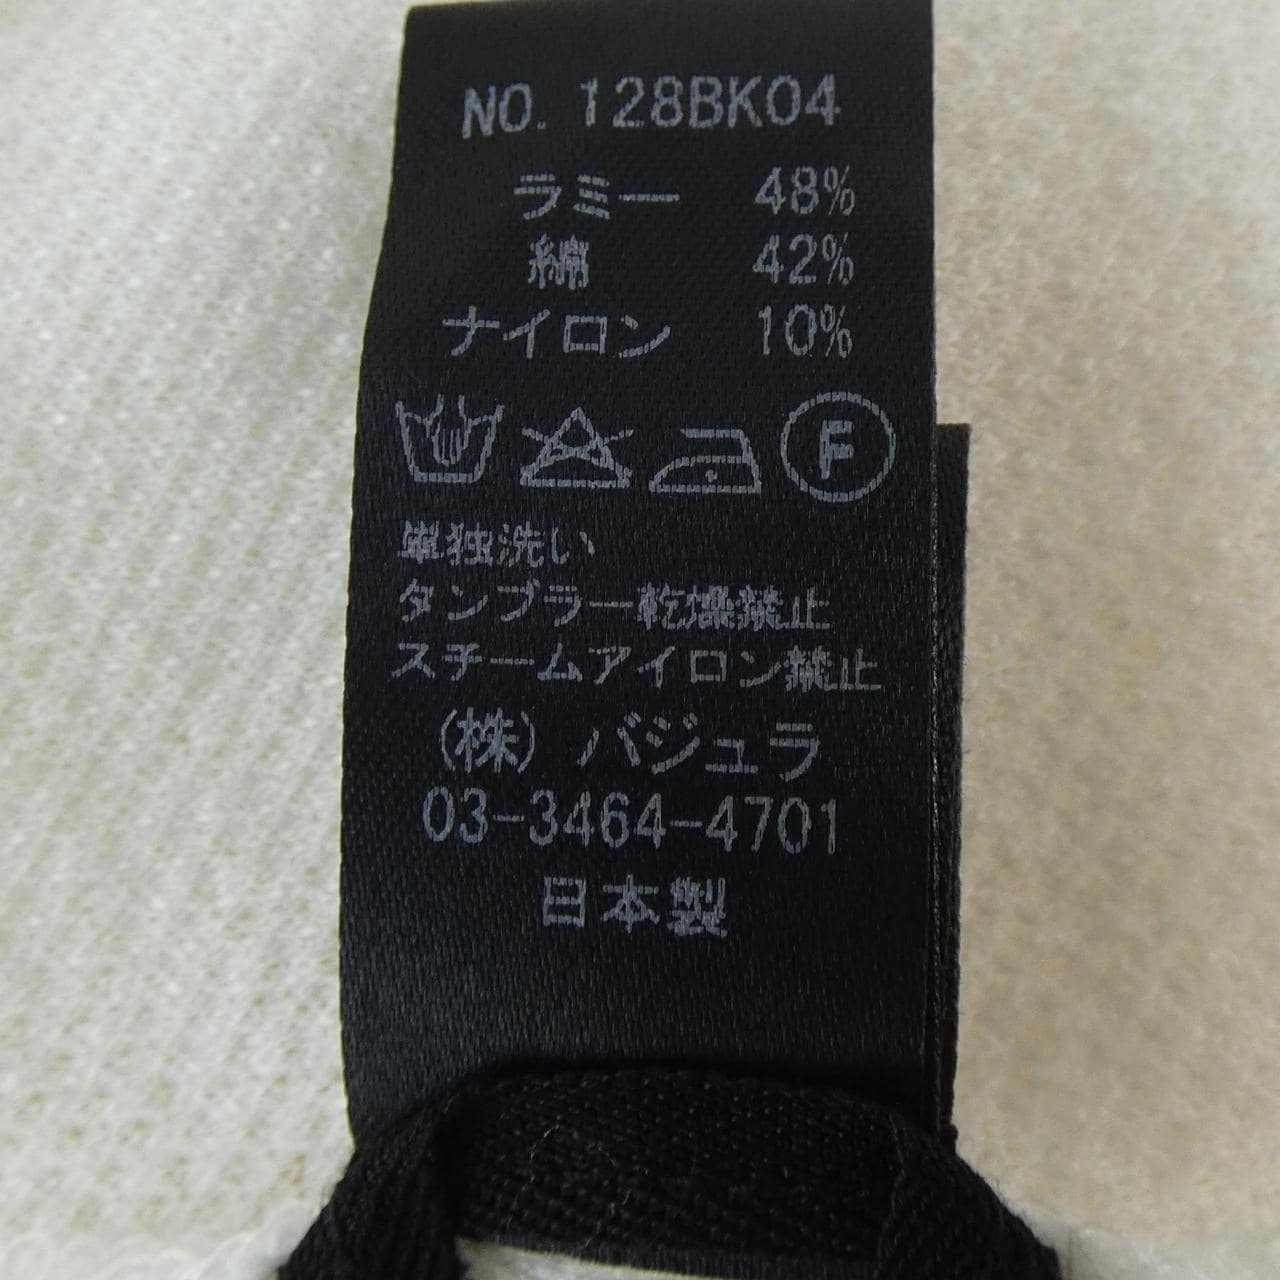 NO. 128BK04
ラミー 48%
綿 42%
ナイロン 10%
F
単独洗い
タンブラー乾燥禁止
スチームアイロン禁止
(株) バジュラ
03-3464-4701
日本製